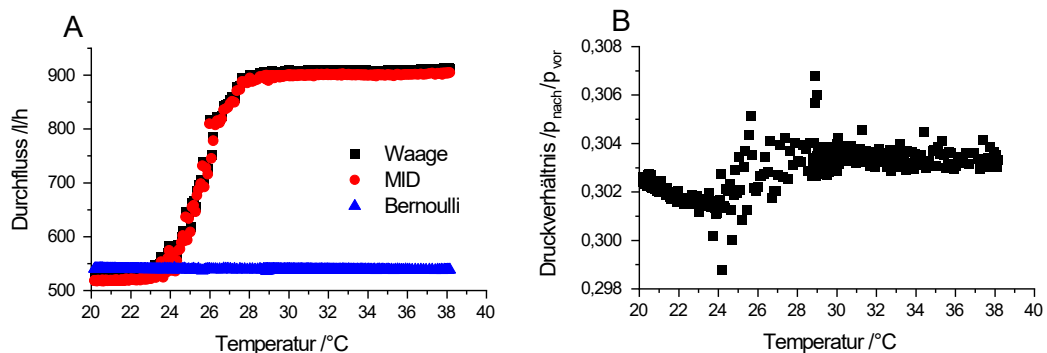 A
Durchfluss /l/h
900
800
700
600
500
Waage
MID
Bernoulli
20 22 24 26 28 30 32 34 36 38 40
Temperatur /°C
B
Druckverhältnis /p_nach/p_vor
0,308
0,306
0,304
0,302
0,300
0,298
20 22 24 26 28 30 32 34 36 38 40
Temperatur /°C